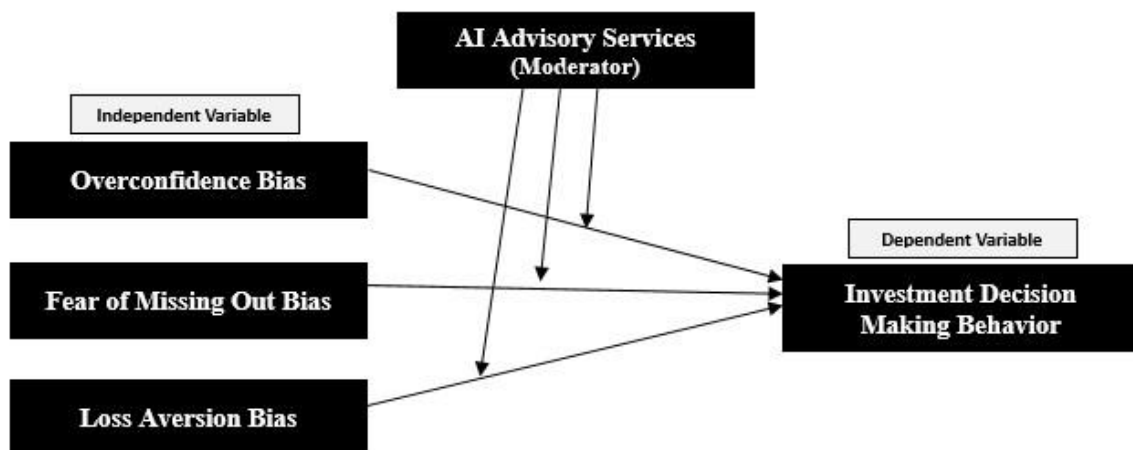 AI Advisory Services
(Moderator)
Independent Variable
Overconfidence Bias
Dependent Variable
Fear of Missing Out Bias
Investment Decision
Making Behavior
Loss Aversion Bias